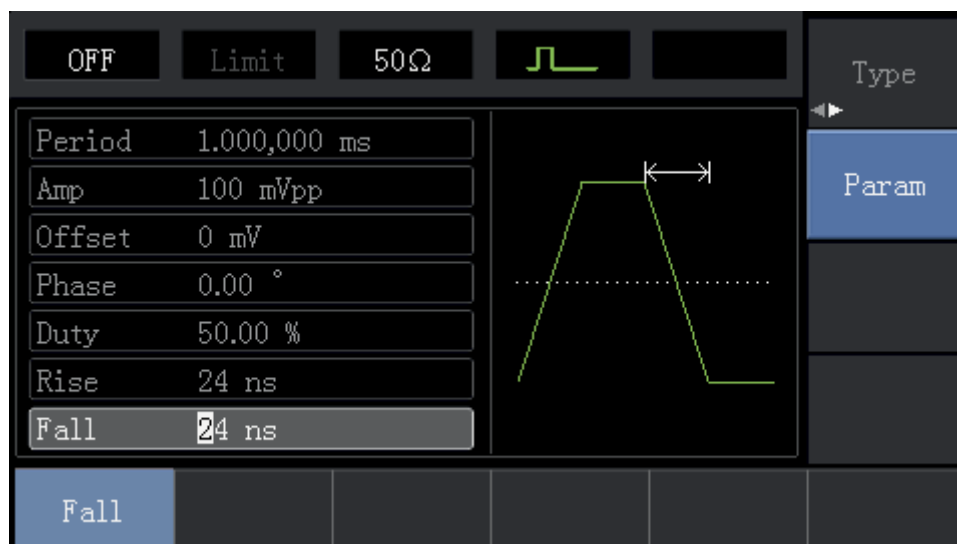 OFF Limit 50Ω Type
Period 1.000,000 ms
Amp 100 mVpp Param
Offset 0 mV
Phase 0.00 °
Duty 50.00 %
Rise 24 ns
Fall 24 ns
Fall